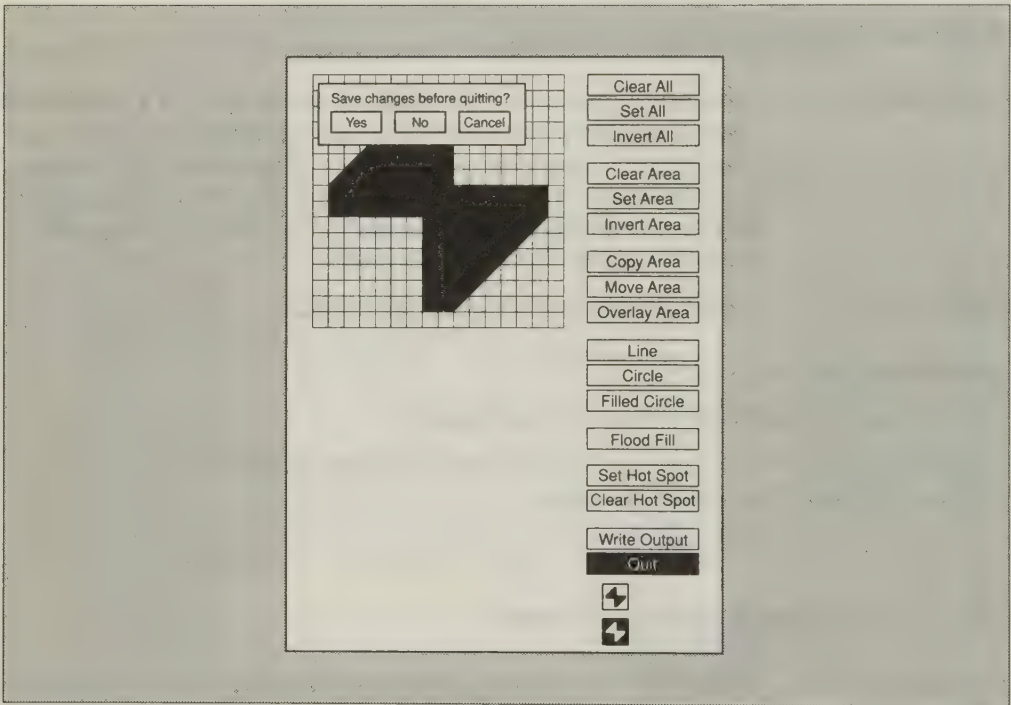 Save changes before quitting?
Yes No Cancel
Clear All
Set All
Invert All
Clear Area
Set Area
Invert Area
Copy Area
Move Area
Overlay Area
Line
Circle
Filled Circle
Flood Fill
Set Hot Spot
Clear Hot Spot
Write Output
Quit